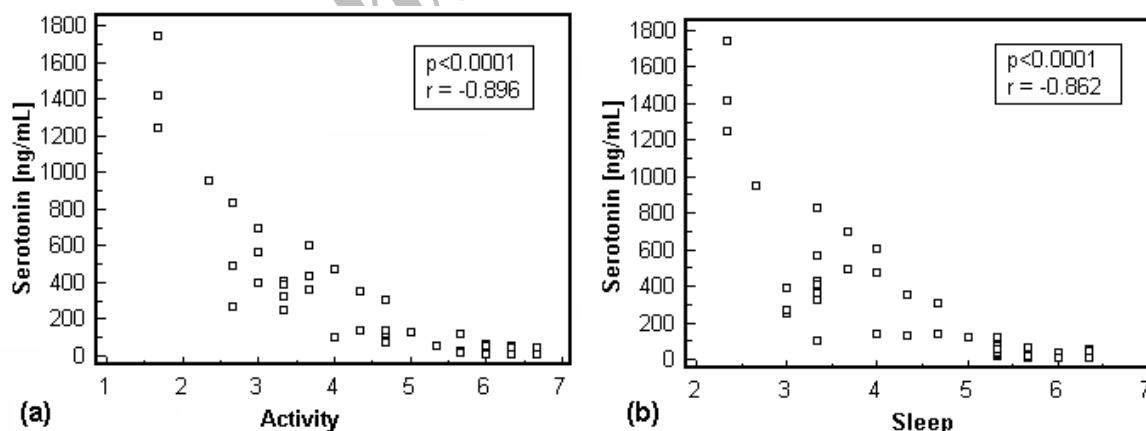 Serotonin [ng/mL]
1800
1600
1400
1200
1000
800
600
400
200
0
p<0.0001
r = -0.896
1 2 3 4 5 6 7
(a)
Activity
Serotonin [ng/mL]
1800
1600
1400
1200
1000
800
600
400
200
0
p<0.0001
r = -0.862
2 3 4 5 6 7
(b)
Sleep